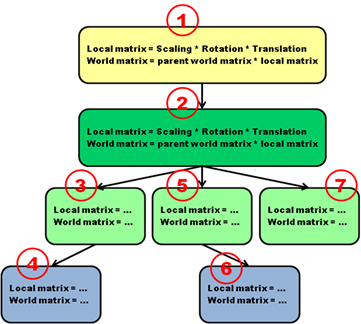 1
Local matrix = Scaling * Rotation * Translation
World matrix = parent world matrix * local matrix
2
Local matrix = Scaling * Rotation * Translation
World matrix = parent world matrix * local matrix
3
Local matrix = ...
World matrix = ...
4
Local matrix = ...
World matrix = ...
5
Local matrix = ...
World matrix = ...
6
Local matrix = ...
World matrix = ...
7
Local matrix = ...
World matrix = ...